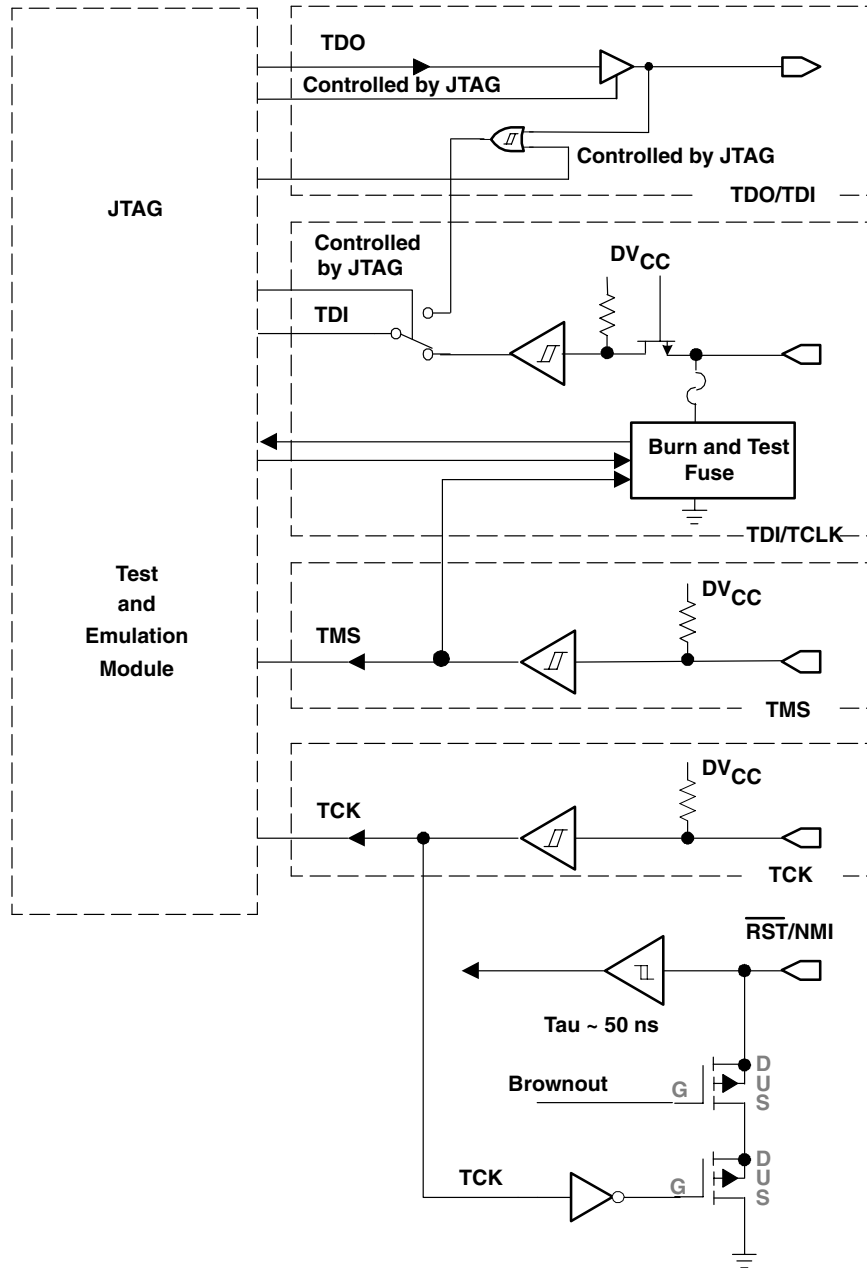 TDO
Controlled by JTAG
Controlled by JTAG
TDO/TDI
JTAG
Controlled
by JTAG
TDI
DVCC
Burn and Test
Fuse
TDI/TCLK
Test
and
Emulation
Module
TMS
DVCC
TMS
TCK
DVCC
TCK
RST/NMI
Tau ~ 50 ns
Brownout
G
D
U
S
TCK
G
D
U
S